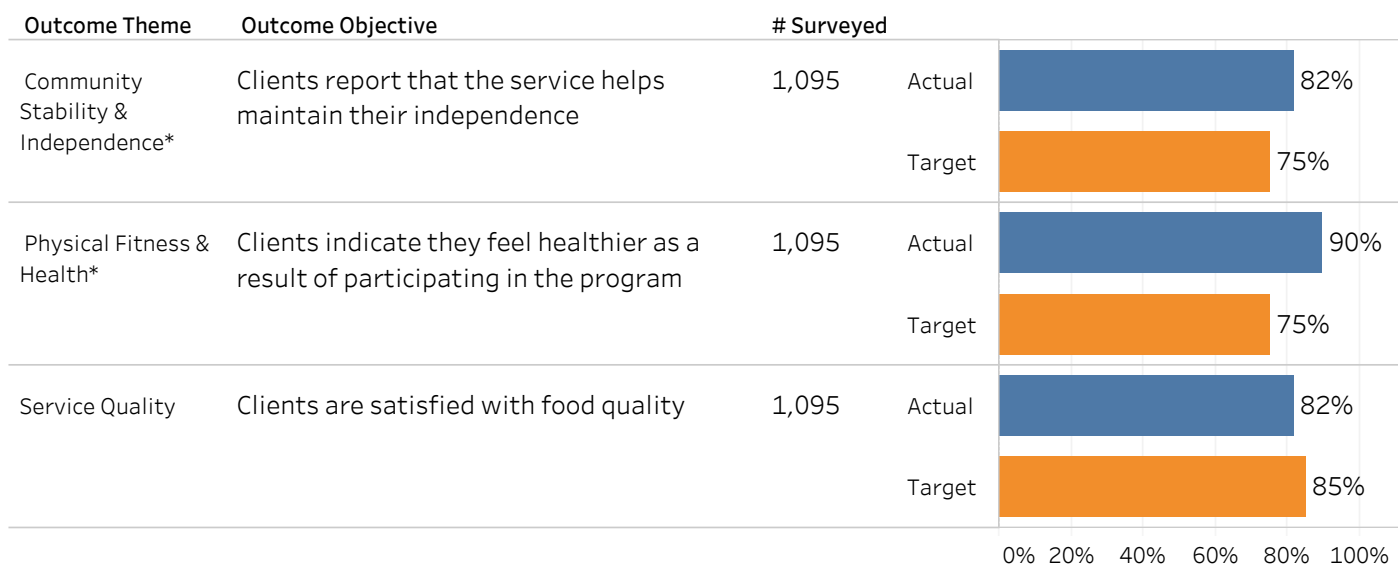 Outcome Theme Outcome Objective # Surveyed
Community Stability & Independence* Clients report that the service helps maintain their independence 1,095 Actual 82%
Target 75%
Physical Fitness & Health* Clients indicate they feel healthier as a result of participating in the program 1,095 Actual 90%
Target 75%
Service Quality Clients are satisfied with food quality 1,095 Actual 82%
Target 85%
0% 20% 40% 60% 80% 100%